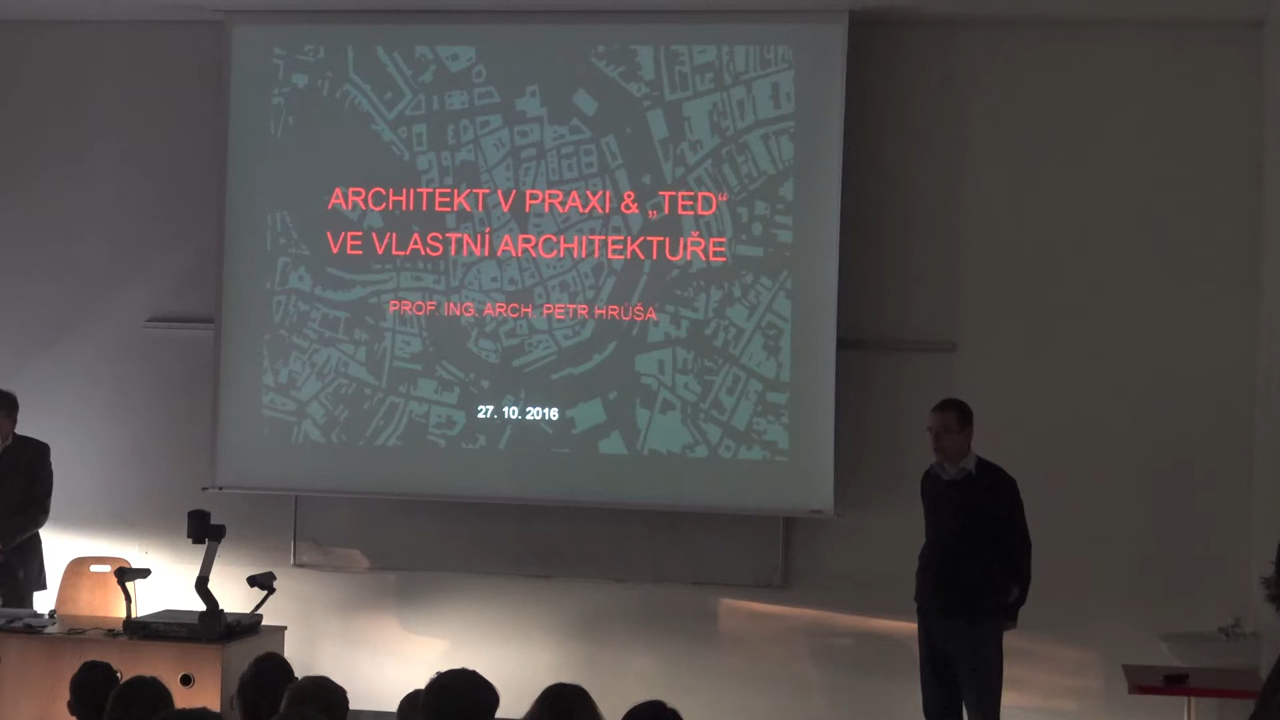 ARCHITEKT V PRAXI & „TED“
VE VLASTNÍ ARCHITEKTUŘE
PROF. ING. ARCH. PETR HRŮŠA
27. 10. 2016